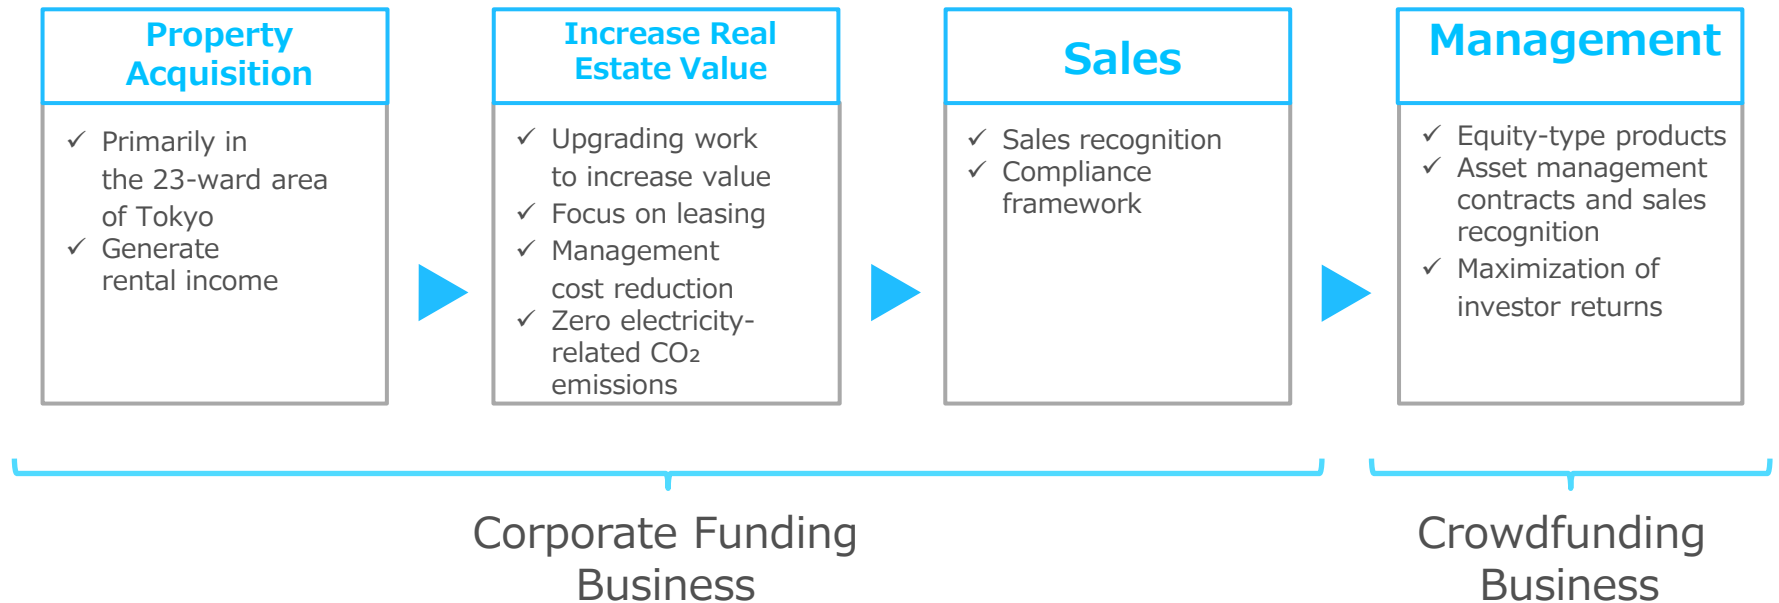 Property
Acquisition
✓ Primarily in
the 23-ward area
of Tokyo
✓ Generate
rental income
Increase Real
Estate Value
✓ Upgrading work
to increase value
✓ Focus on leasing
✓ Management
cost reduction
✓ Zero electricity-
related CO₂
emissions
Sales
✓ Sales recognition
✓ Compliance
framework
Management
✓ Equity-type products
✓ Asset management
contracts and sales
recognition
✓ Maximization of
investor returns
Corporate Funding
Business
Crowdfunding
Business